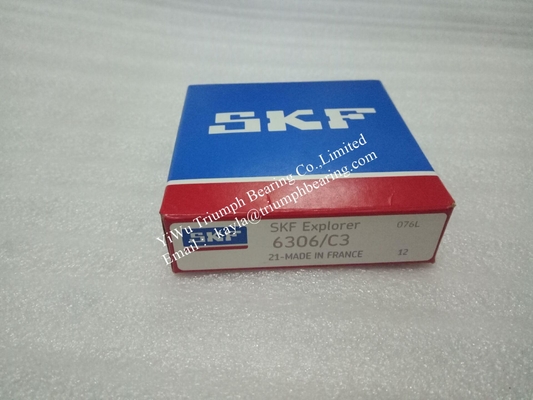 SKF
YiWu Triumph Bearing Co.,Limited
Email : kayla@triumphbearing.com
SKF
SKF Explorer
076L
6306/C3
21-MADE IN FRANCE
12